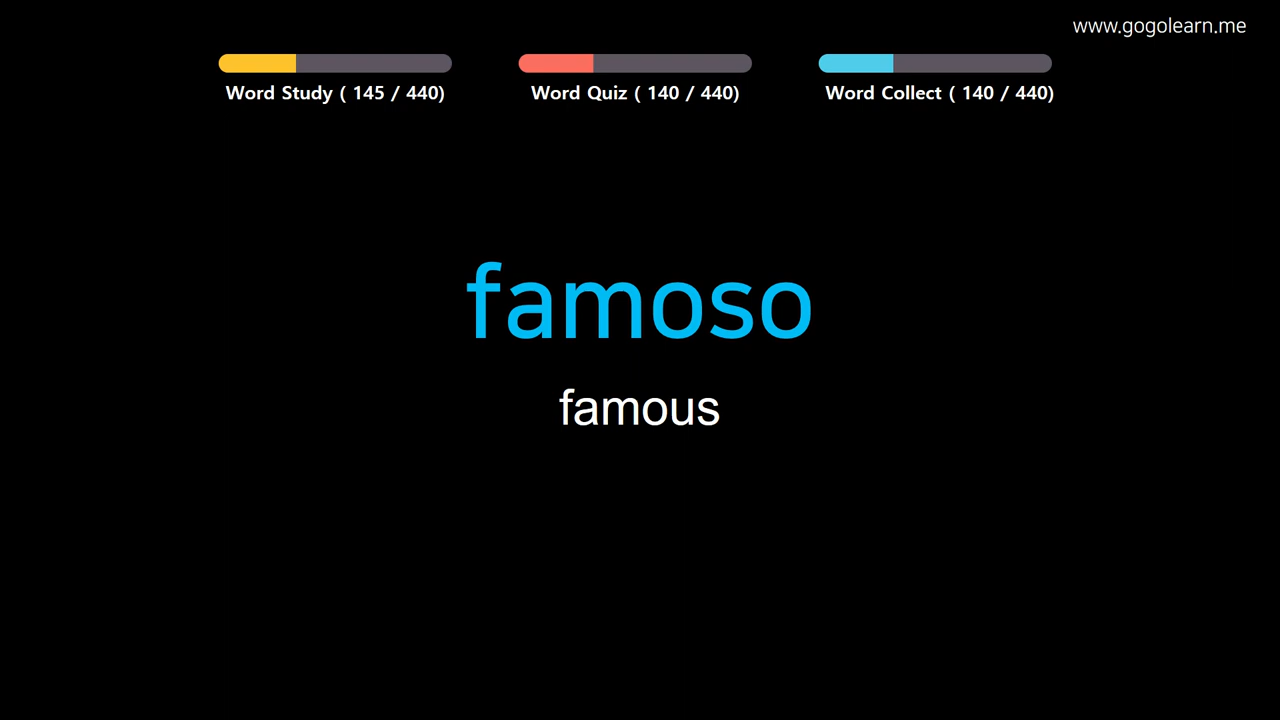 www.gogolearn.me
Word Study ( 145 / 440)
Word Quiz ( 140 / 440)
Word Collect ( 140 / 440)
famoso
famous